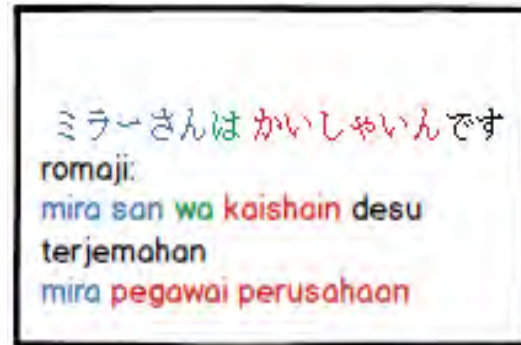 ミラーさんは かいしゃいんです
romaji:
mira san wa kaishain desu
terjemahan
mira pegawai perusahaan